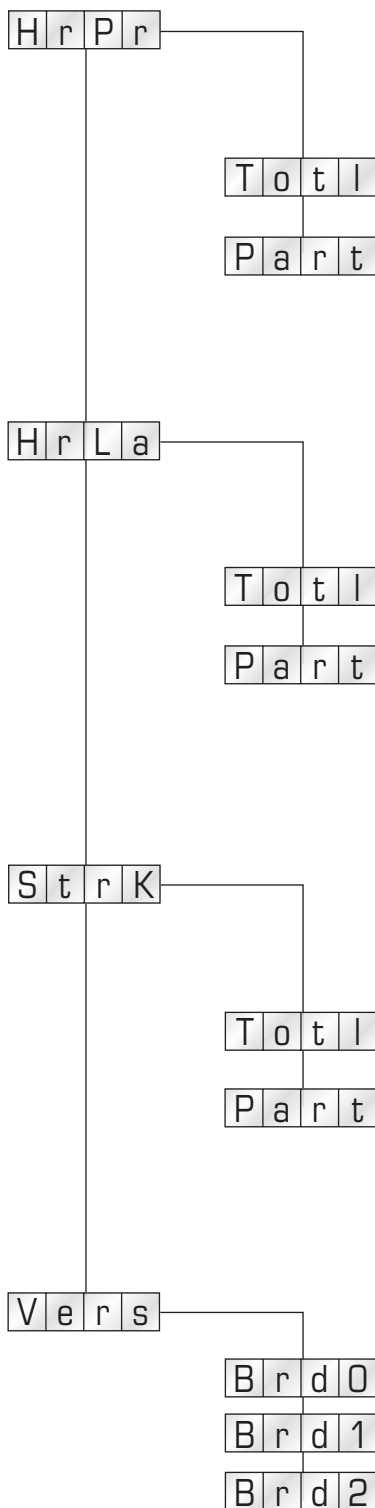 HrPr
Totl
Part
HrLa
Totl
Part
StrK
Totl
Part
Vers
Brd0
Brd1
Brd2